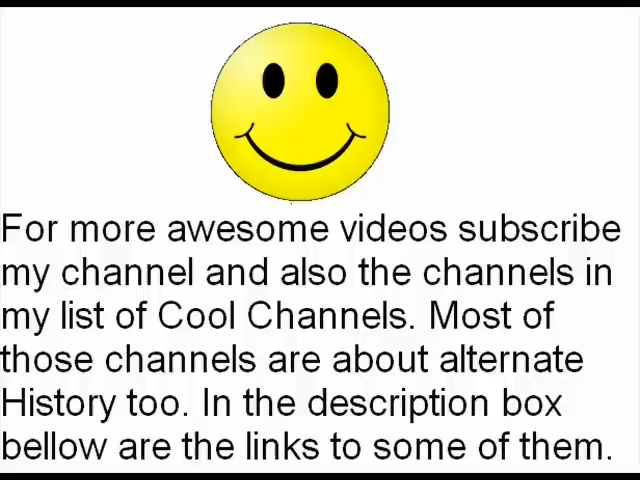 For more awesome videos subscribe
my channel and also the channels in
my list of Cool Channels. Most of
those channels are about alternate
History too. In the description box
bellow are the links to some of them.